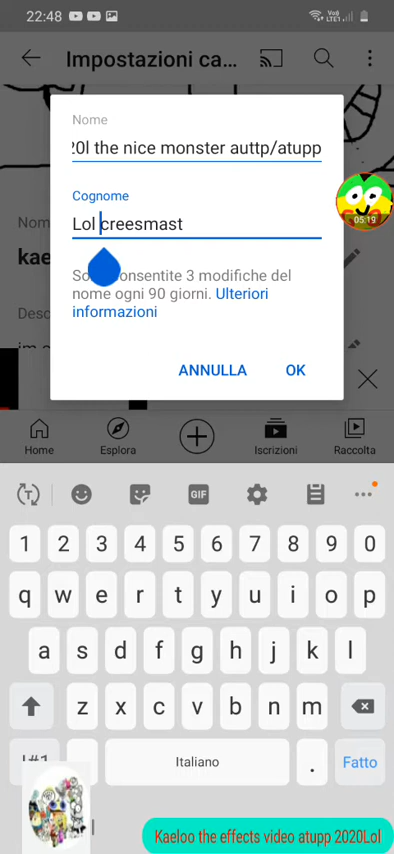 22:48
Vo)) LTE1
Impostazioni ca...
Nome
20l the nice monster auttp/atupp
Cognome
Lol creesmast
05:19
consentite 3 modifiche del
nome ogni 90 giorni. Ulteriori
informazioni
ANNULLA OK
Nom
kae
Desc
Home Esplora Iscrizioni Raccolta
GIF
1 2 3 4 5 6 7 8 9 0
q w e r t y u i o p
a s d f g h j k l
z x c v b n m
!#1 Italiano . Fatto
Kaeloo the effects video atupp 2020Lol